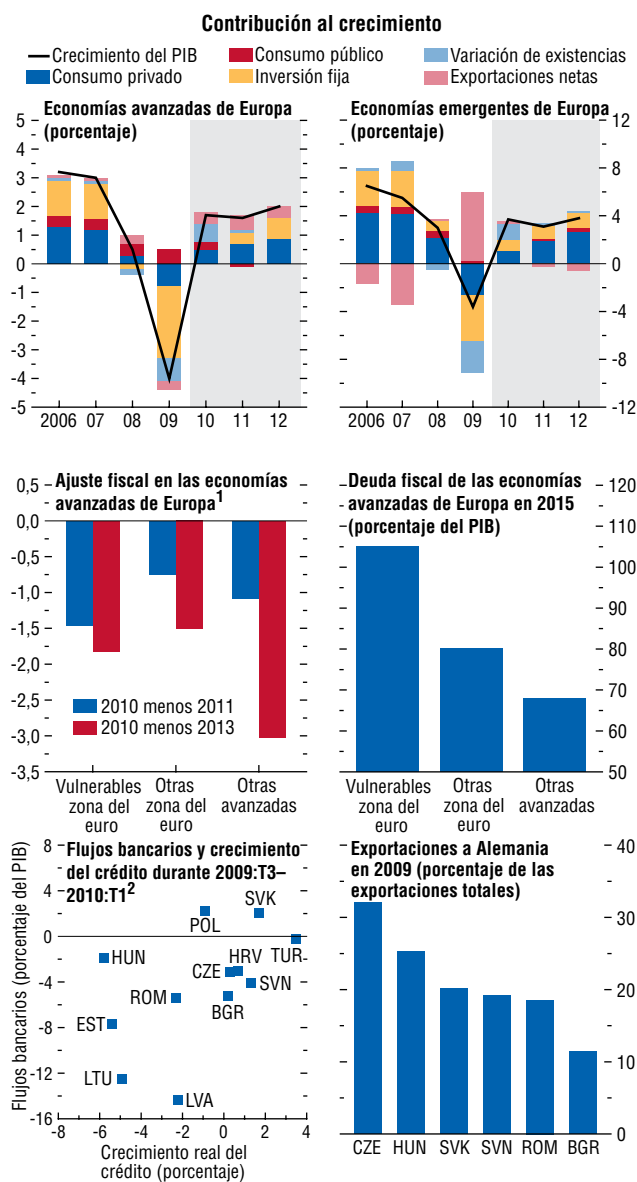 Contribución al crecimiento
Crecimiento del PIB
Consumo público
Variación de existencias
Consumo privado
Inversión fija
Exportaciones netas
Economías avanzadas de Europa
(porcentaje)
5
4
3
2
1
0
-1
-2
-3
-4
-5
2006 07 08 09 10 11 12
Economías emergentes de Europa
(porcentaje)
12
8
4
0
-4
-8
-12
2006 07 08 09 10 11 12
Ajuste fiscal en las economías
avanzadas de Europa1
0,5
0,0
-0,5
-1,0
-1,5
-2,0
-2,5
-3,0
-3,5
2010 menos 2011
2010 menos 2013
Vulnerables
zona del
euro
Otras
zona del
euro
Otras
avanzadas
Deuda fiscal de las economías
avanzadas de Europa en 2015
(porcentaje del PIB)
120
110
100
90
80
70
60
50
Vulnerables
zona del
euro
Otras
zona del
euro
Otras
avanzadas
Flujos bancarios y crecimiento
del crédito durante 2009:T3–
2010:T12
Flujos bancarios (porcentaje del PIB)
8
4
0
-4
-8
-12
-16
SVK
POL
TUR
HUN
HRV
CZE
SVN
ROM
BGR
EST
LTU
LVA
-8 -6 -4 -2 0 2 4
Crecimiento real del
crédito (porcentaje)
Exportaciones a Alemania
en 2009 (porcentaje de las
exportaciones totales)
40
30
20
10
0
CZE HUN SVK SVN ROM BGR